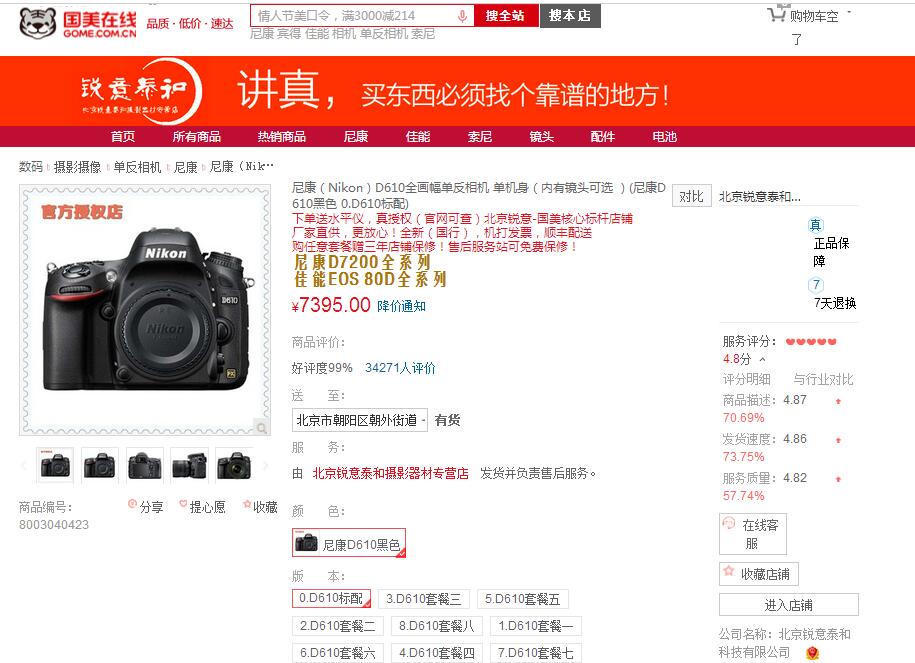 国美在线
GOME.COM.CN
品质·低价·速达
情人节美口令，满3000减214
搜全站
搜本店
购物车空
了
尼康 宾得 佳能 相机 单反相机 索尼
锐意泰和
北京锐意泰和摄影器材专营店
讲真，买东西必须找个靠谱的地方！
首页 所有商品 热销商品 尼康 佳能 索尼 镜头 配件 电池
数码 摄影摄像 单反相机 尼康 尼康（Nik…
官方授权店
Nikon
D610
Nikon
FX
尼康（Nikon）D610全画幅单反相机 单机身（内有镜头可选 ）(尼康D
610黑色 0.D610标配)
下单送水平仪，真授权（官网可查）北京锐意-国美核心标杆店铺
厂家直供，更放心！全新（国行），机打发票，顺丰配送
购任意套餐赠三年店铺保修！售后服务站可免费保修！
尼康D7200全系列
佳能EOS 80D全系列
¥7395.00 降价通知
商品评价：
好评度99% 34271人评价
送 至：
北京市朝阳区朝外街道 有货
服 务：
由 北京锐意泰和摄影器材专营店 发货并负责售后服务。
颜 色：
尼康D610黑色
版 本：
0.D610标配 3.D610套餐三 5.D610套餐五
2.D610套餐二 8.D610套餐八 1.D610套餐一
6.D610套餐六 4.D610套餐四 7.D610套餐七
商品编号：
8003040423
分享 提心愿 收藏
对比
北京锐意泰和...
真
正品保
障
7
7天退换
服务评分：
4.8分
评分明细 与行业对比
商品描述：4.87
70.69%
发货速度：4.86
73.75%
服务质量：4.82
57.74%
在线客
服
收藏店铺
进入店铺
公司名称：北京锐意泰和
科技有限公司